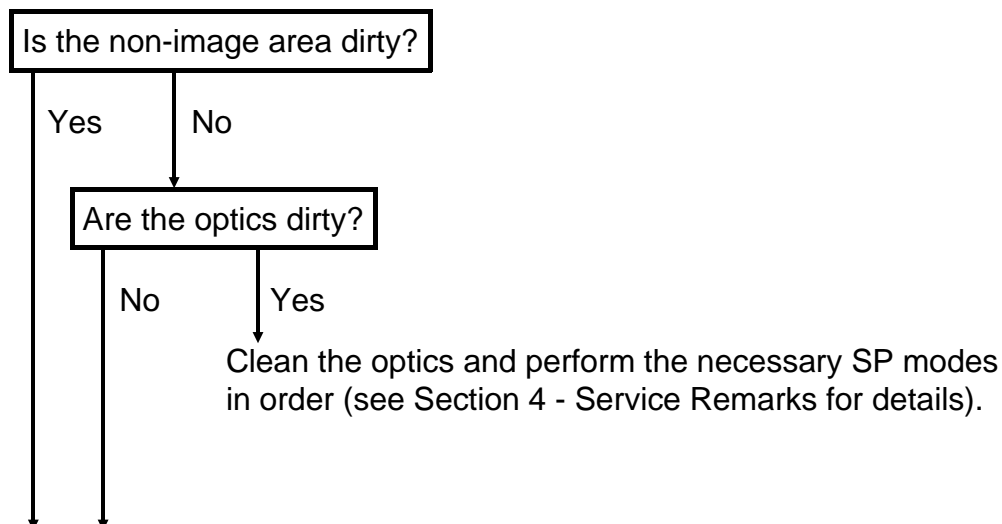 Is the non-image area dirty?
Yes
No
Are the optics dirty?
No
Yes
Clean the optics and perform the necessary SP modes
in order (see Section 4 - Service Remarks for details).